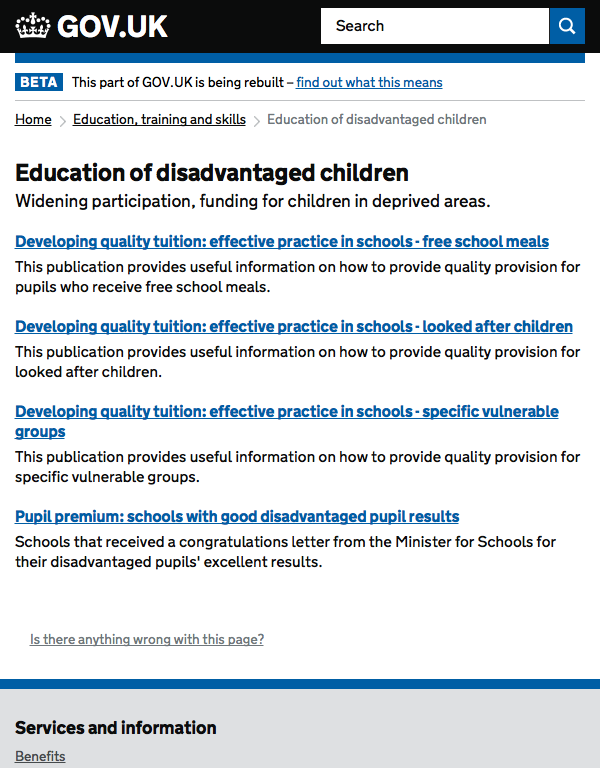 GOV.UK
Search
BETA This part of GOV.UK is being rebuilt – find out what this means
Home Education, training and skills Education of disadvantaged children
Education of disadvantaged children
Widening participation, funding for children in deprived areas.
Developing quality tuition: effective practice in schools - free school meals
This publication provides useful information on how to provide quality provision for
pupils who receive free school meals.
Developing quality tuition: effective practice in schools - looked after children
This publication provides useful information on how to provide quality provision for
looked after children.
Developing quality tuition: effective practice in schools - specific vulnerable
groups
This publication provides useful information on how to provide quality provision for
specific vulnerable groups.
Pupil premium: schools with good disadvantaged pupil results
Schools that received a congratulations letter from the Minister for Schools for
their disadvantaged pupils' excellent results.
Is there anything wrong with this page?
Services and information
Benefits